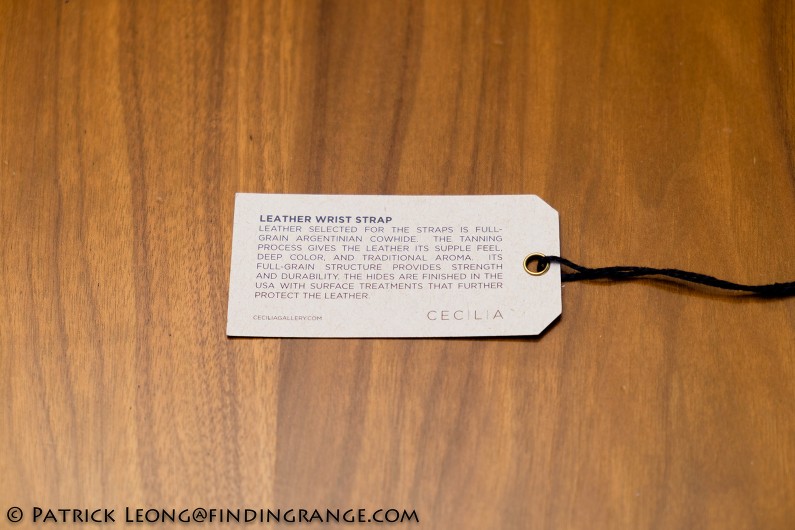 LEATHER WRIST STRAP
LEATHER SELECTED FOR THE STRAPS IS FULL-
GRAIN ARGENTINIAN COWHIDE. THE TANNING
PROCESS GIVES THE LEATHER ITS SUPPLE FEEL,
DEEP COLOR, AND TRADITIONAL AROMA. ITS
FULL-GRAIN STRUCTURE PROVIDES STRENGTH
AND DURABILITY. THE HIDES ARE FINISHED IN THE
USA WITH SURFACE TREATMENTS THAT FURTHER
PROTECT THE LEATHER.
CECILIAGALLERY.COM
CECILIA
© PATRICK LEONG@FINDINGRANGE.COM